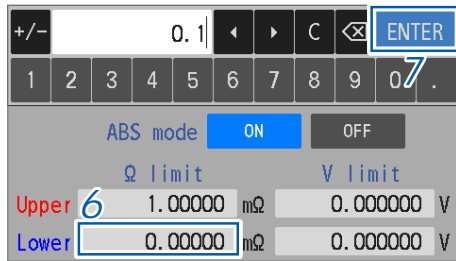 +/- 0.1 C ENTER
7
1 2 3 4 5 6 7 8 9 0 .
ABS mode ON OFF
Ω limit V limit
Upper 6 1.00000 mΩ 0.000000 V
Lower 0.00000 mΩ 0.000000 V